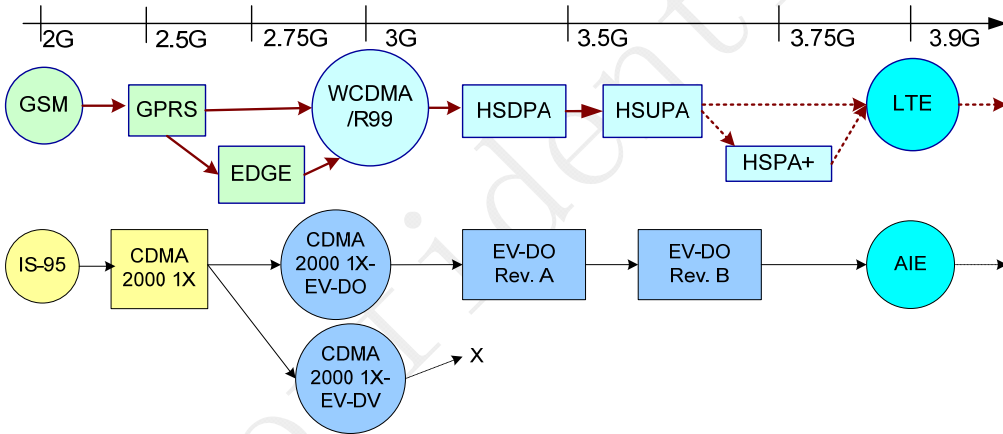 2G
2.5G
2.75G
3G
3.5G
3.75G
3.9G
GSM
GPRS
EDGE
WCDMA
/R99
HSDPA
HSUPA
HSPA+
LTE
IS-95
CDMA
2000 1X
CDMA
2000 1X-
EV-DO
EV-DO
Rev. A
EV-DO
Rev. B
AIE
CDMA
2000 1X-
EV-DV
X